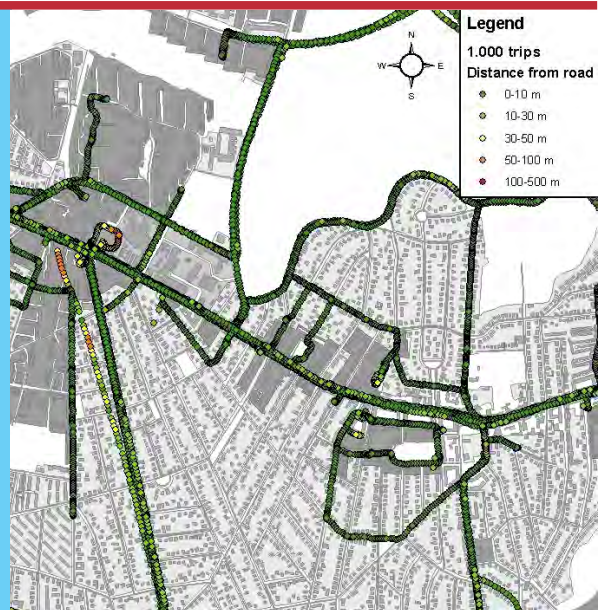 Legend
1.000 trips
Distance from road
0-10 m
10-30 m
30-50 m
50-100 m
100-500 m
N
W
E
S